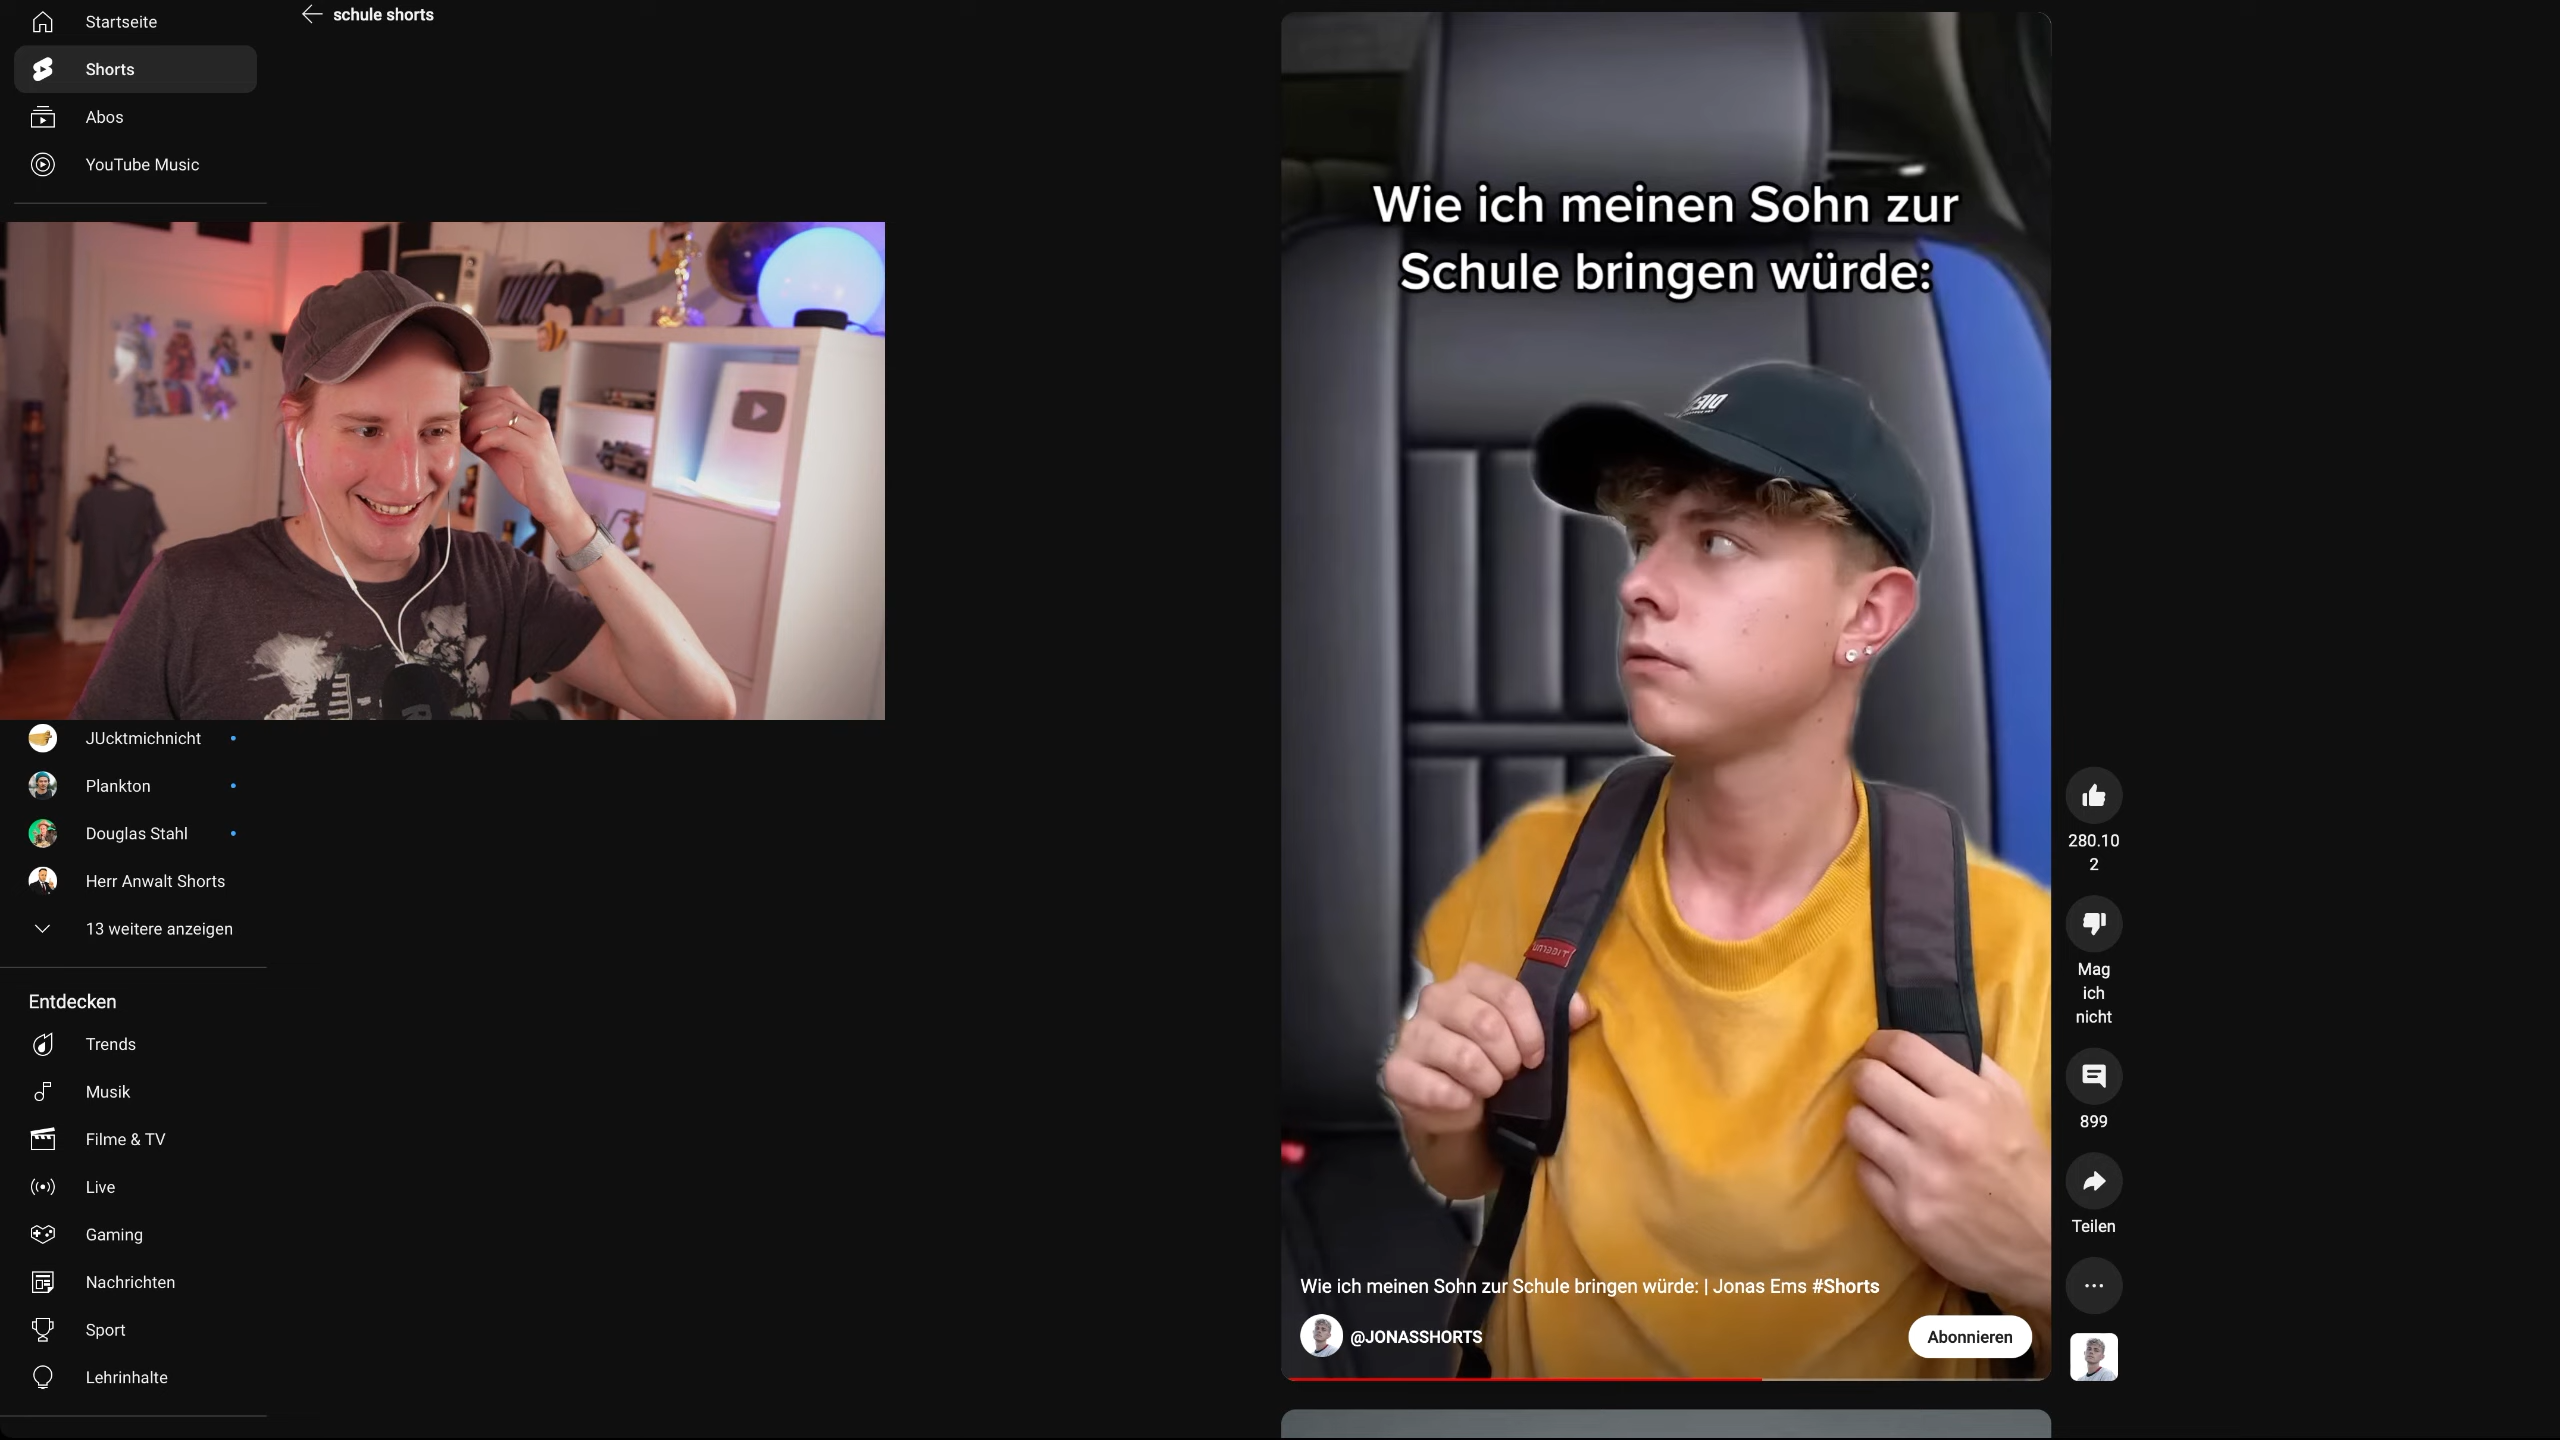 Startseite
schule shorts
Shorts
Abos
YouTube Music
JUcktmichnicht
Plankton
Douglas Stahl
Herr Anwalt Shorts
13 weitere anzeigen
Entdecken
Trends
Musik
Filme & TV
Live
Gaming
Nachrichten
Sport
Lehrinhalte
Wie ich meinen Sohn zur
Schule bringen würde:
Wie ich meinen Sohn zur Schule bringen würde: | Jonas Ems #Shorts
@JONASSHORTS
Abonnieren
280.10
2
Mag
ich
nicht
899
Teilen